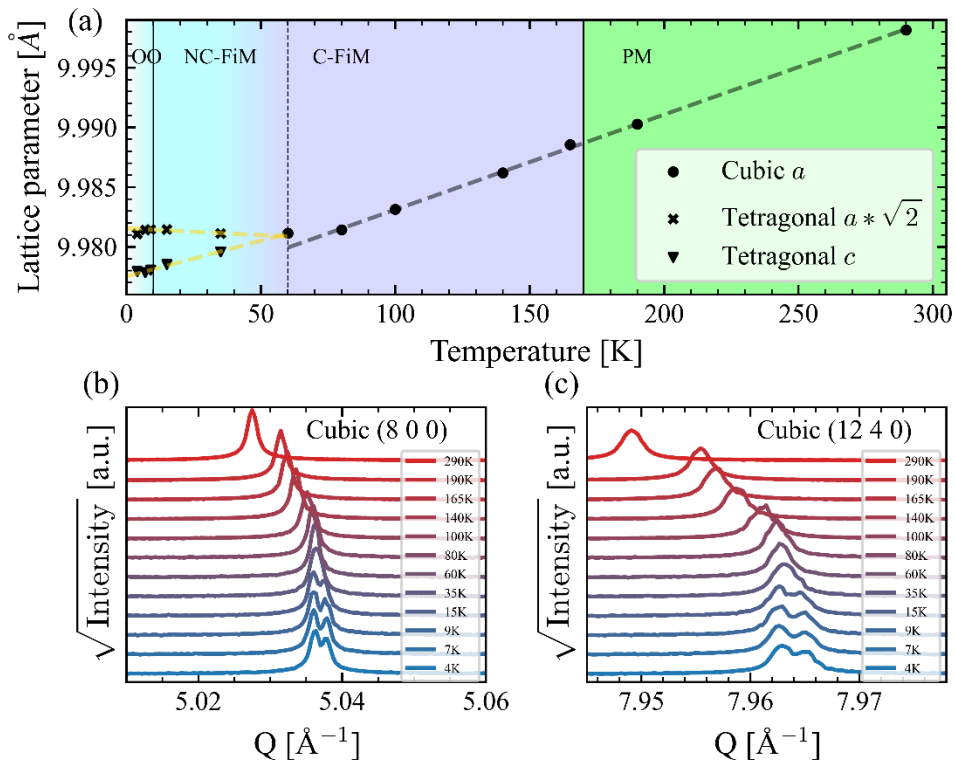 (a)
Lattice parameter [Å]
9.995
9.990
9.985
9.980
OO
NC-FiM
C-FiM
PM
Cubic a
Tetragonal a ∗ √2
Tetragonal c
0
50
100
150
200
250
300
Temperature [K]
(b)
√Intensity [a.u.]
Cubic (8 0 0)
290K
190K
165K
140K
100K
80K
60K
35K
15K
9K
7K
4K
5.02
5.04
5.06
Q [Å⁻¹]
(c)
√Intensity [a.u.]
Cubic (12 4 0)
290K
190K
165K
140K
100K
80K
60K
35K
15K
9K
7K
4K
7.95
7.96
7.97
Q [Å⁻¹]